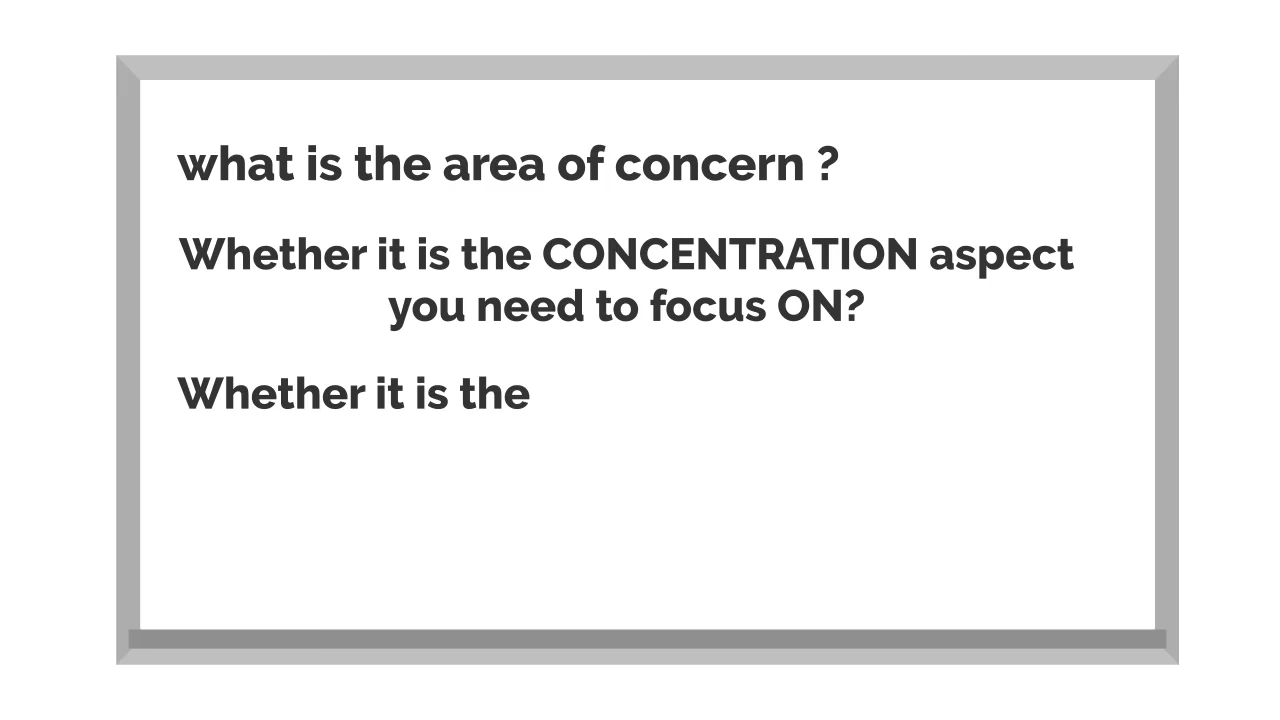 what is the area of concern ?
Whether it is the CONCENTRATION aspect
you need to focus ON?
Whether it is the